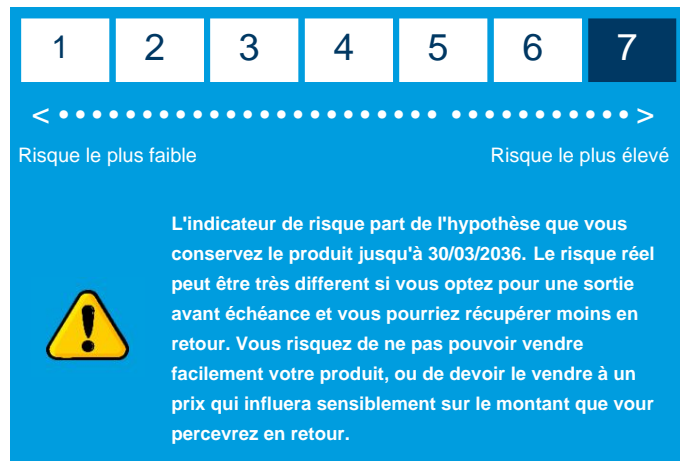 1 2 3 4 5 6 7
Risque le plus faible Risque le plus élevé
L'indicateur de risque part de l'hypothèse que vous
conservez le produit jusqu'à 30/03/2036. Le risque réel
peut être très different si vous optez pour une sortie
avant échéance et vous pourriez récupérer moins en
retour. Vous risquez de ne pas pouvoir vendre
facilement votre produit, ou de devoir le vendre à un
prix qui influera sensiblement sur le montant que vour
percevrez en retour.